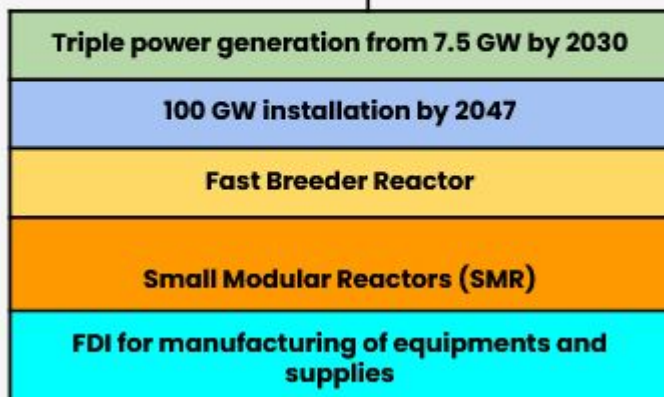 Triple power generation from 7.5 GW by 2030
100 GW installation by 2047
Fast Breeder Reactor
Small Modular Reactors (SMR)
FDI for manufacturing of equipments and
supplies